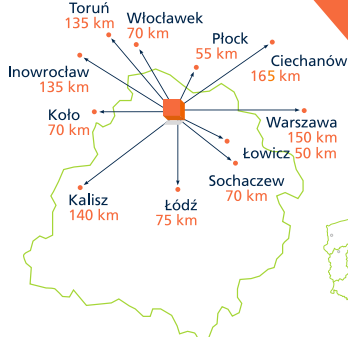 Toruń
135 km
Włocławek
70 km
Płock
55 km
Ciechanów
165 km
Inowrocław
135 km
Koło
70 km
Warszawa
150 km
Łowicz 50 km
Sochaczew
70 km
Kalisz
140 km
Łódź
75 km